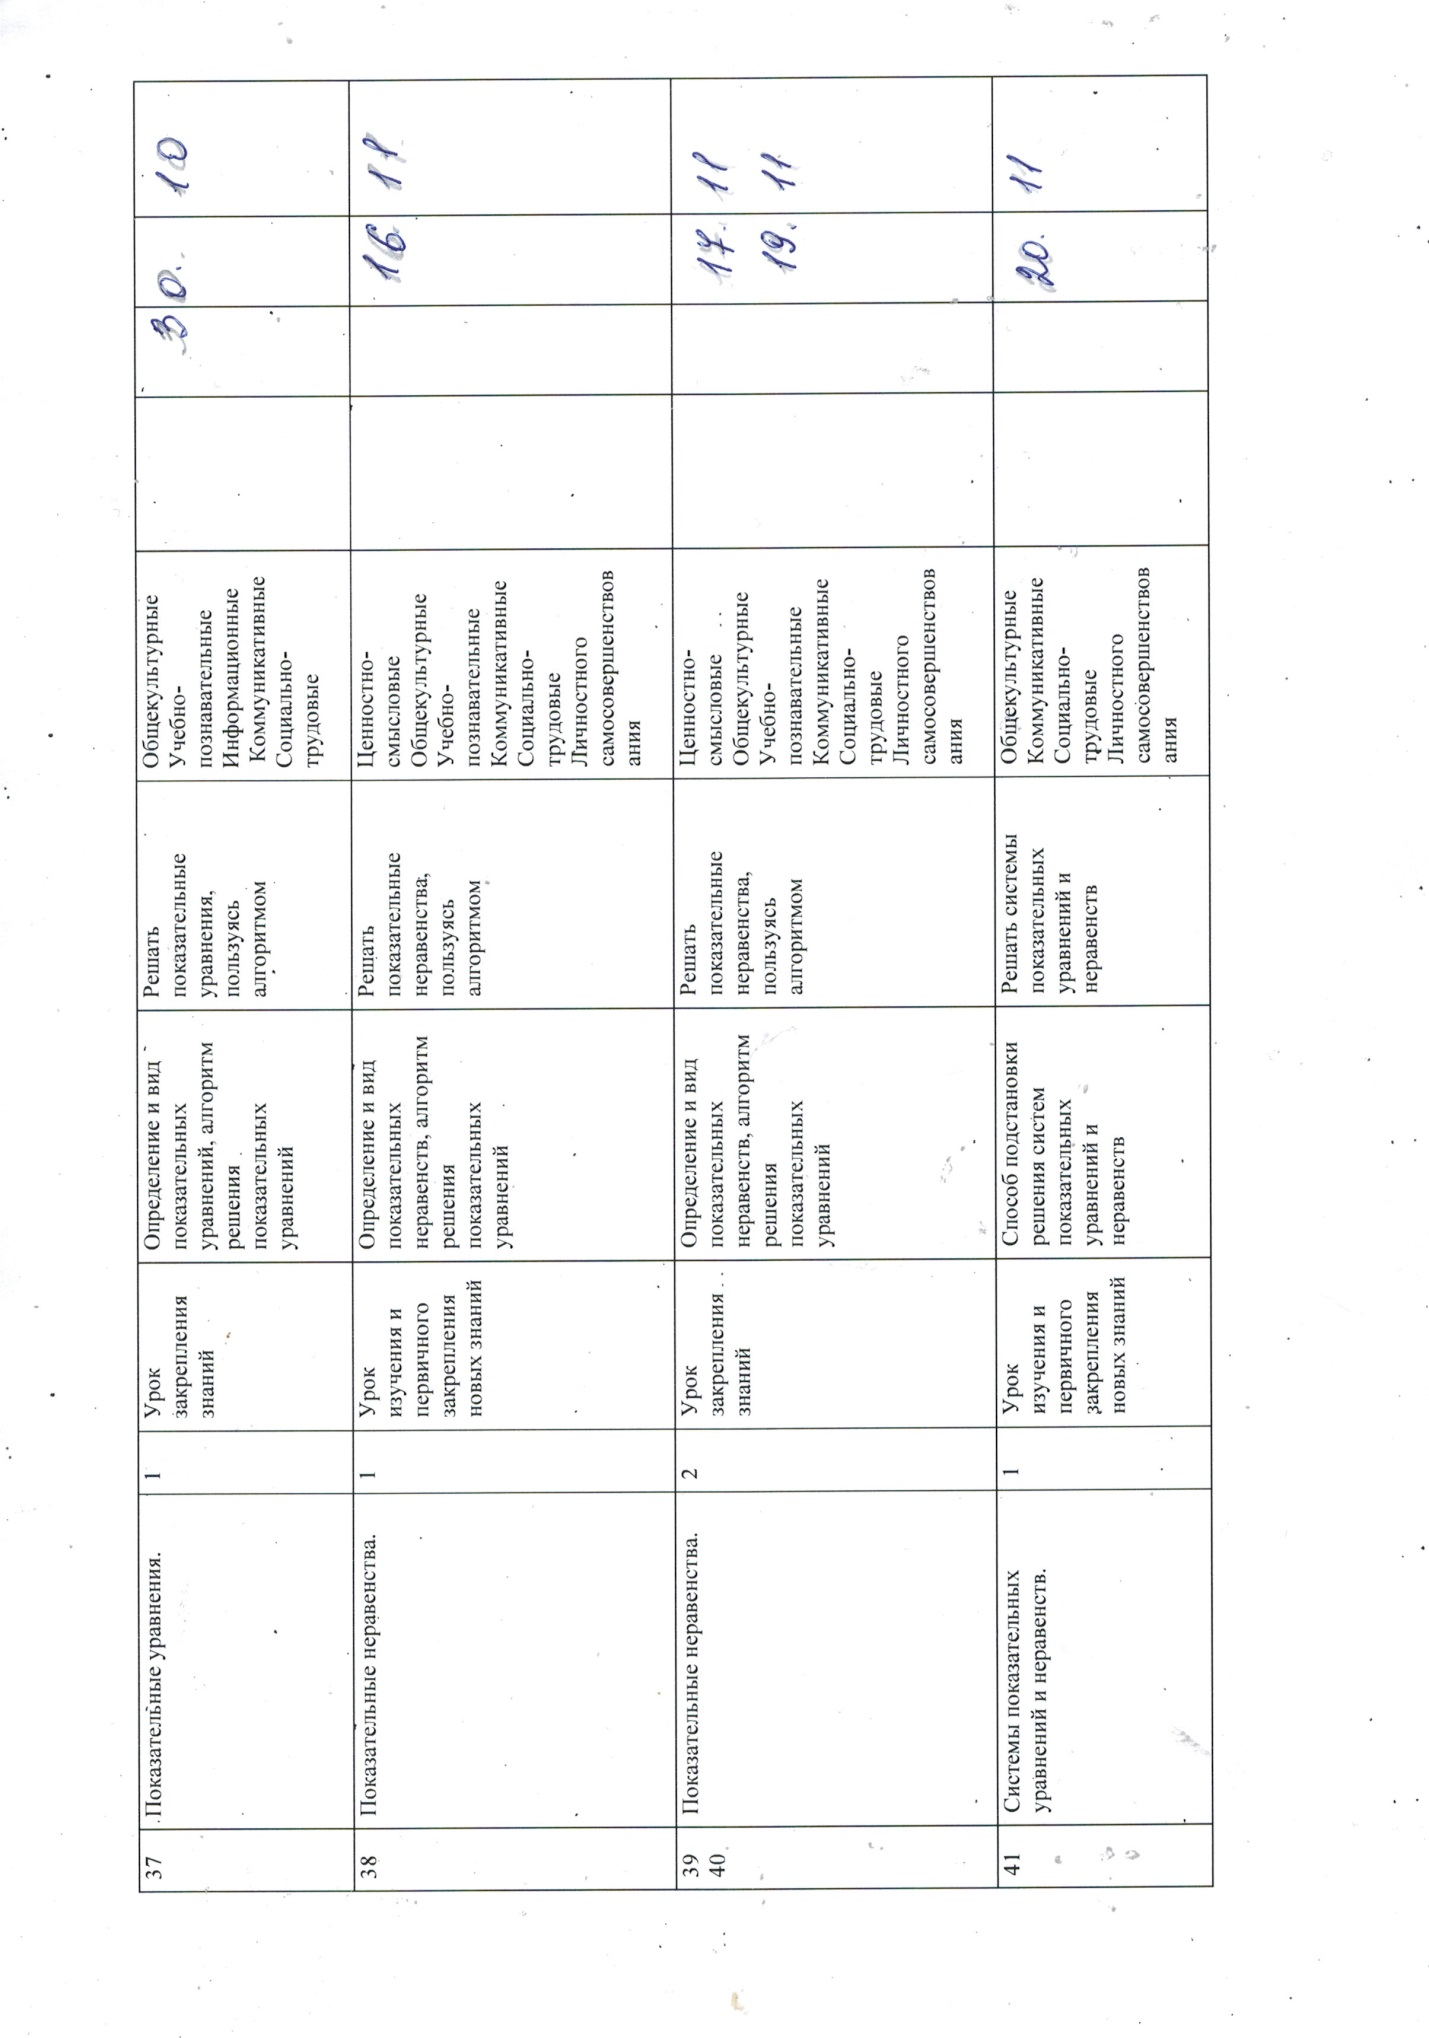 37
Показательные уравнения.
1
Урок
закрепления
знаний
Определение и вид
показательных
уравнений, алгоритм
решения
показательных
уравнений
Решать
показательные
уравнения,
пользуясь
алгоритмом
Общекультурные
Учебно-
познавательные
Информационные
Коммуникативные
Социально-
трудовые
30.
10
38
Показательные неравенства.
1
Урок
изучения и
первичного
закрепления
новых знаний
Определение и вид
показательных
неравенств, алгоритм
решения
показательных
уравнений
Решать
показательные
неравенства,
пользуясь
алгоритмом
Ценностно-
смысловые
Общекультурные
Учебно-
познавательные
Коммуникативные
Социально-
трудовые
Личностного
самосовершенствов
ания
16.
11
39
40
Показательные неравенства.
2
Урок
закрепления
знаний
Определение и вид
показательных
неравенств, алгоритм
решения
показательных
уравнений
Решать
показательные
неравенства,
пользуясь
алгоритмом
Ценностно-
смысловые
Общекультурные
Учебно-
познавательные
Коммуникативные
Социально-
трудовые
Личностного
самосовершенствов
ания
17. 11
19. 11
41
Системы показательных
уравнений и неравенств.
1
Урок
изучения и
первичного
закрепления
новых знаний
Способ подстановки
решения систем
показательных
уравнений и
неравенств
Решать системы
показательных
уравнений и
неравенств
Общекультурные
Коммуникативные
Социально-
трудовые
Личностного
самосовершенствов
ания
20.
11